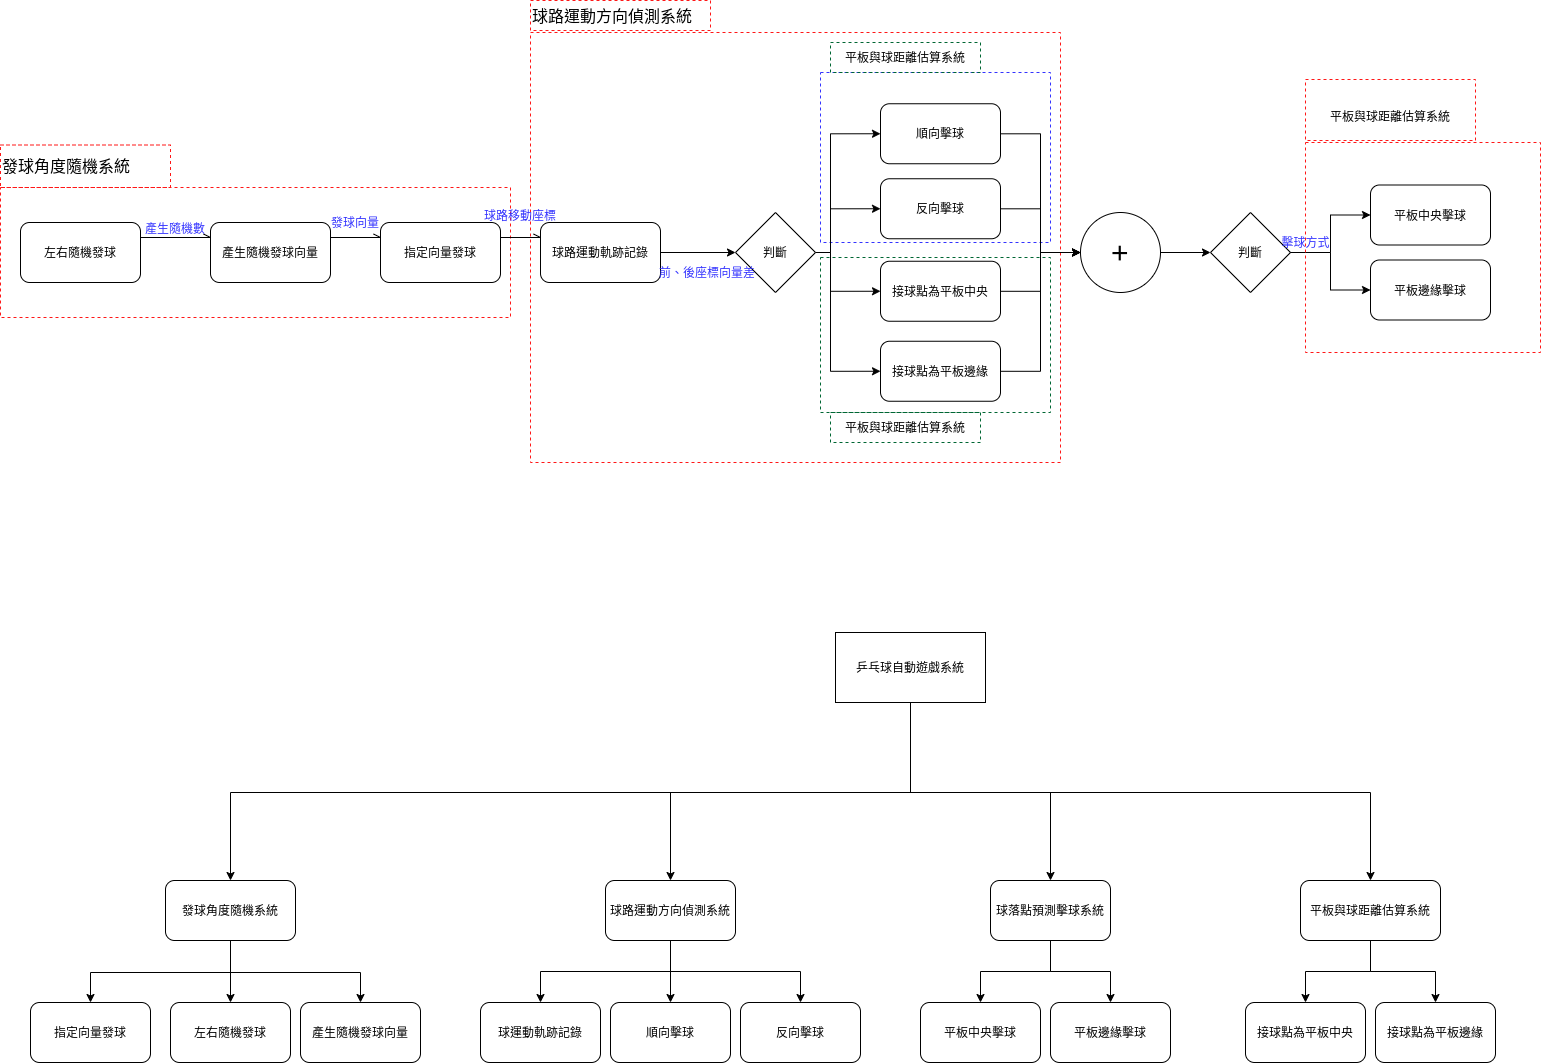 球路運動方向偵測系統
平板與球距離估算系統
平板與球距離估算系統
順向擊球
發球角度隨機系統
平板中央擊球
反向擊球
球路移動座標
發球向量
產生隨機數
擊球方式
左右隨機發球
產生隨機發球向量
指定向量發球
球路運動軌跡記錄
判斷
+
判斷
前、後座標向量差
接球點為平板中央
平板邊緣擊球
接球點為平板邊緣
平板與球距離估算系統
乒乓球自動遊戲系統
發球角度隨機系統
球路運動方向偵測系統
球落點預測擊球系統
平板與球距離估算系統
指定向量發球
左右隨機發球
產生隨機發球向量
球運動軌跡記錄
順向擊球
反向擊球
平板中央擊球
平板邊緣擊球
接球點為平板中央
接球點為平板邊緣